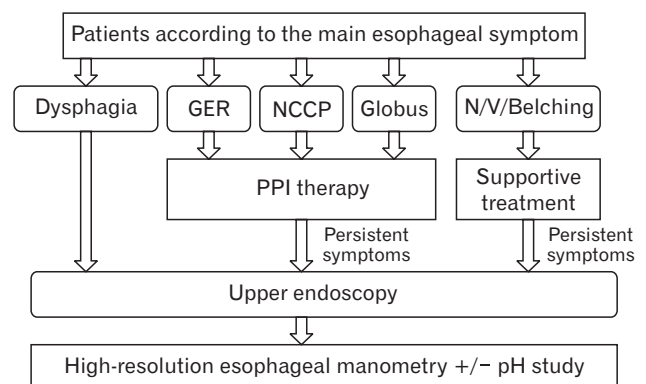 Patients according to the main esophageal symptom
Dysphagia
GER
NCCP
Globus
N/V/Belching
PPI therapy
Supportive
treatment
Persistent
symptoms
Persistent
symptoms
Upper endoscopy
High-resolution esophageal manometry +/− pH study